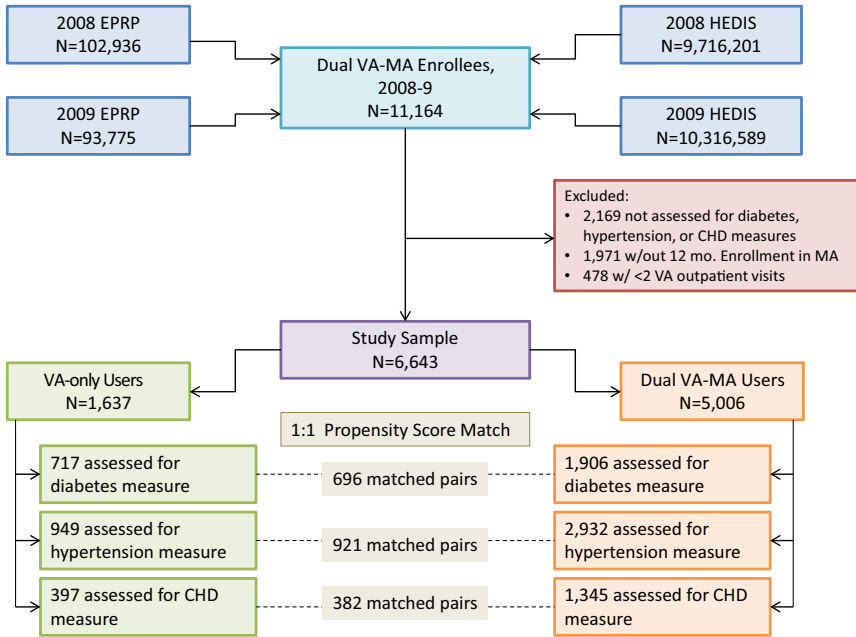 2008 EPRP
N=102,936
2008 HEDIS
N=9,716,201
Dual VA-MA Enrollees,
2008-9
N=11,164
2009 EPRP
N=93,775
2009 HEDIS
N=10,316,589
Excluded:
• 2,169 not assessed for diabetes,
hypertension, or CHD measures
• 1,971 w/out 12 mo. Enrollment in MA
• 478 w/ <2 VA outpatient visits
Study Sample
N=6,643
VA-only Users
N=1,637
Dual VA-MA Users
N=5,006
1:1 Propensity Score Match
717 assessed for
diabetes measure
696 matched pairs
1,906 assessed for
diabetes measure
949 assessed for
hypertension measure
921 matched pairs
2,932 assessed for
hypertension measure
397 assessed for CHD
measure
382 matched pairs
1,345 assessed for CHD
measure